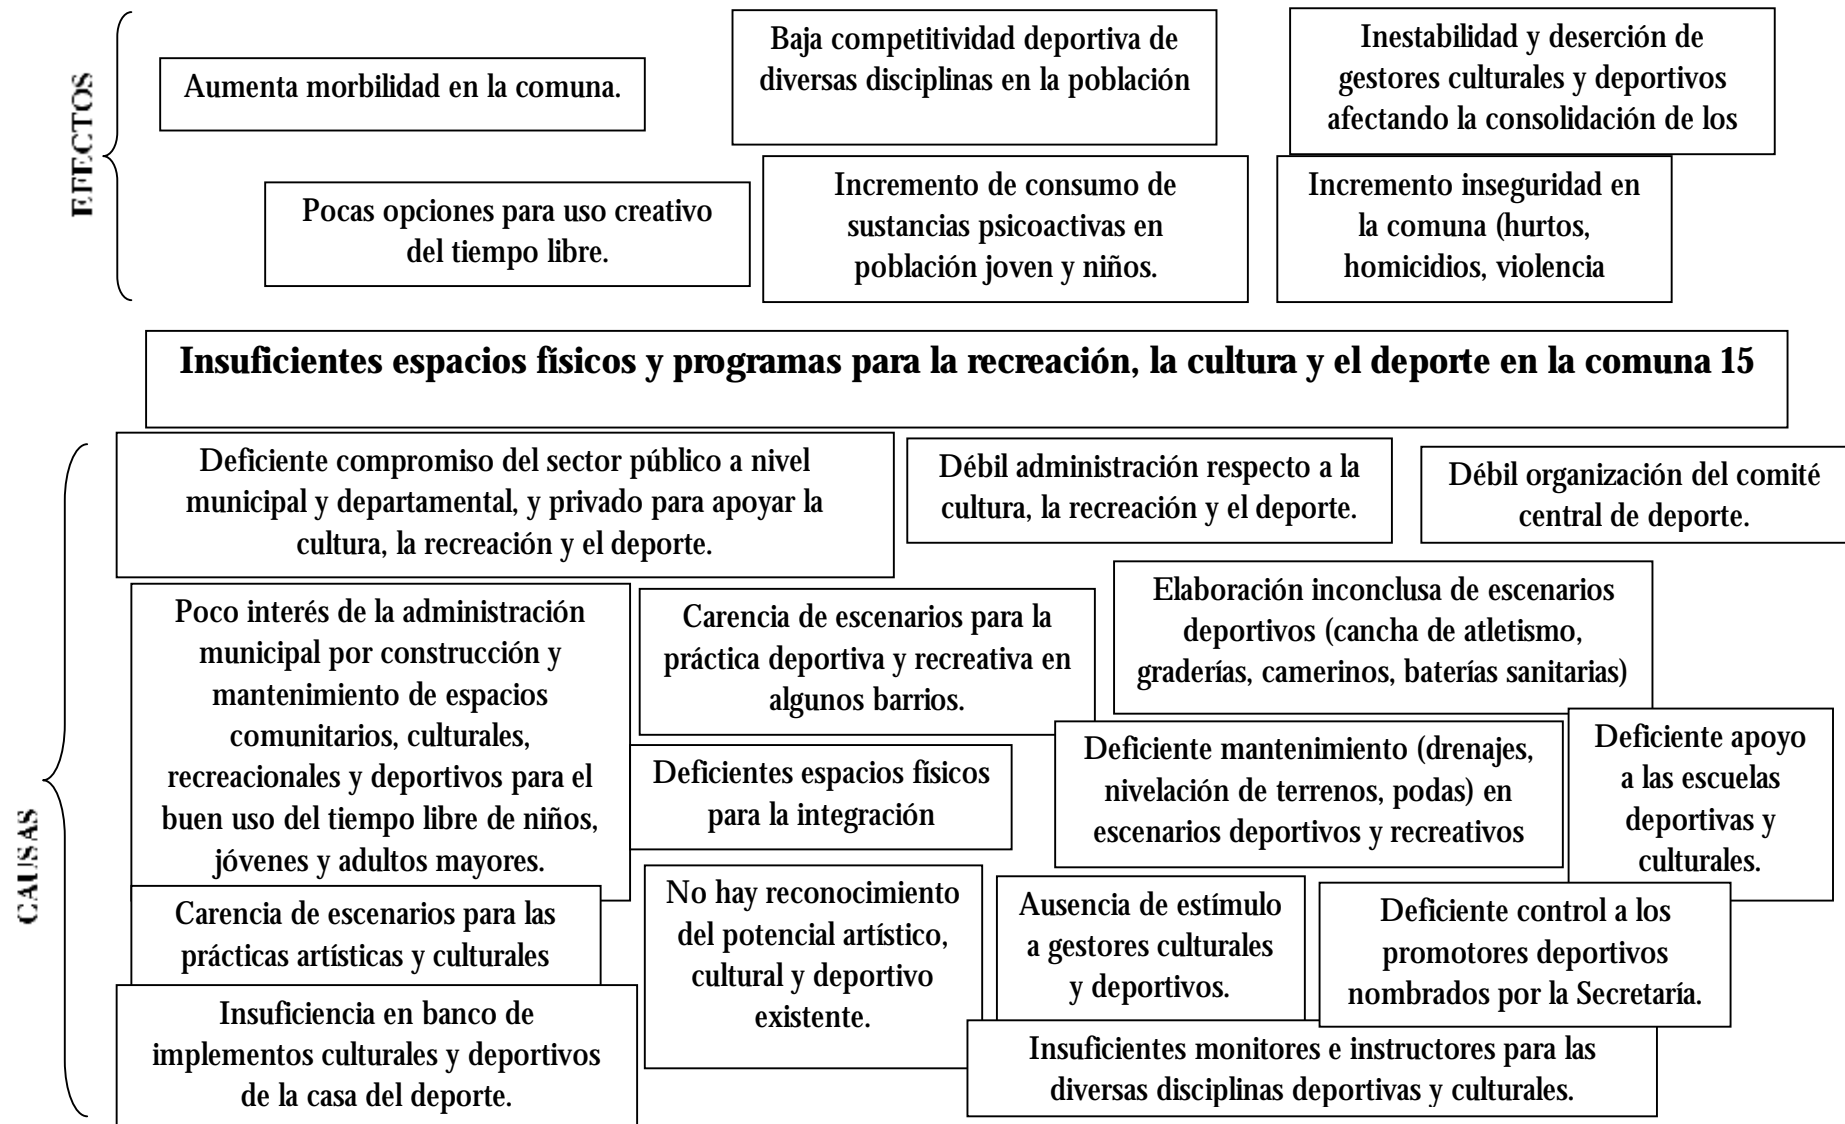 EFECTOS
Aumenta morbilidad en la comuna.
Baja competitividad deportiva de
diversas disciplinas en la población
Inestabilidad y deserción de
gestores culturales y deportivos
afectando la consolidación de los
Pocas opciones para uso creativo
del tiempo libre.
Incremento de consumo de
sustancias psicoactivas en
población joven y niños.
Incremento inseguridad en
la comuna (hurtos,
homicidios, violencia
Insuficientes espacios físicos y programas para la recreación, la cultura y el deporte en la comuna 15
CAUSAS
Deficiente compromiso del sector público a nivel
municipal y departamental, y privado para apoyar la
cultura, la recreación y el deporte.
Débil administración respecto a la
cultura, la recreación y el deporte.
Débil organización del comité
central de deporte.
Poco interés de la administración
municipal por construcción y
mantenimiento de espacios
comunitarios, culturales,
recreacionales y deportivos para el
buen uso del tiempo libre de niños,
jóvenes y adultos mayores.
Carencia de escenarios para la
práctica deportiva y recreativa en
algunos barrios.
Elaboración inconclusa de escenarios
deportivos (cancha de atletismo,
graderías, camerinos, baterías sanitarias)
Deficientes espacios físicos
para la integración
Deficiente mantenimiento (drenajes,
nivelación de terrenos, podas) en
escenarios deportivos y recreativos
Deficiente apoyo
a las escuelas
deportivas y
culturales.
Carencia de escenarios para las
prácticas artísticas y culturales
No hay reconocimiento
del potencial artístico,
cultural y deportivo
existente.
Ausencia de estímulo
a gestores culturales
y deportivos.
Deficiente control a los
promotores deportivos
nombrados por la Secretaría.
Insuficiencia en banco de
implementos culturales y deportivos
de la casa del deporte.
Insuficientes monitores e instructores para las
diversas disciplinas deportivas y culturales.